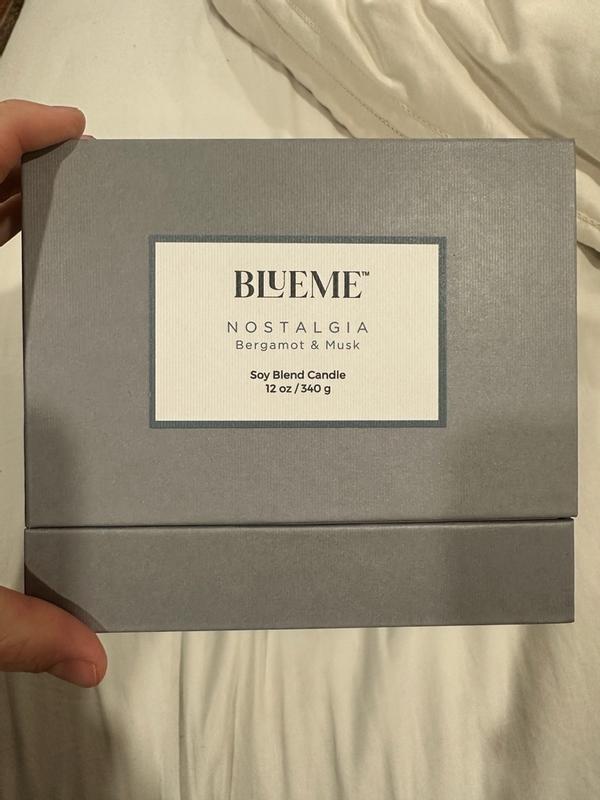 BLUEME™
NOSTALGIA
Bergamot & Musk
Soy Blend Candle
12 oz / 340 g